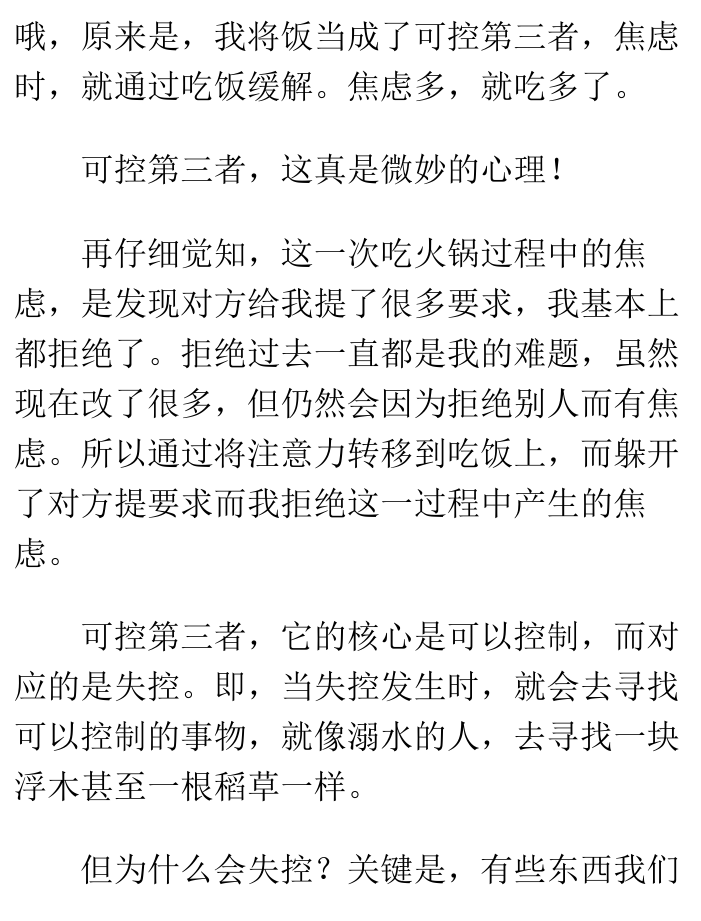 哦，原来是，我将饭当成了可控第三者，焦虑
时，就通过吃饭缓解。焦虑多，就吃多了。
可控第三者，这真是微妙的心理！
再仔细觉知，这一次吃火锅过程中的焦
虑，是发现对方给我提了很多要求，我基本上
都拒绝了。拒绝过去一直都是我的难题，虽然
现在改了很多，但仍然会因为拒绝别人而有焦
虑。所以通过将注意力转移到吃饭上，而躲开
了对方提要求而我拒绝这一过程中产生的焦
虑。
可控第三者，它的核心是可以控制，而对
应的是失控。即，当失控发生时，就会去寻找
可以控制的事物，就像溺水的人，去寻找一块
浮木甚至一根稻草一样。
但为什么会失控？关键是，有些东西我们